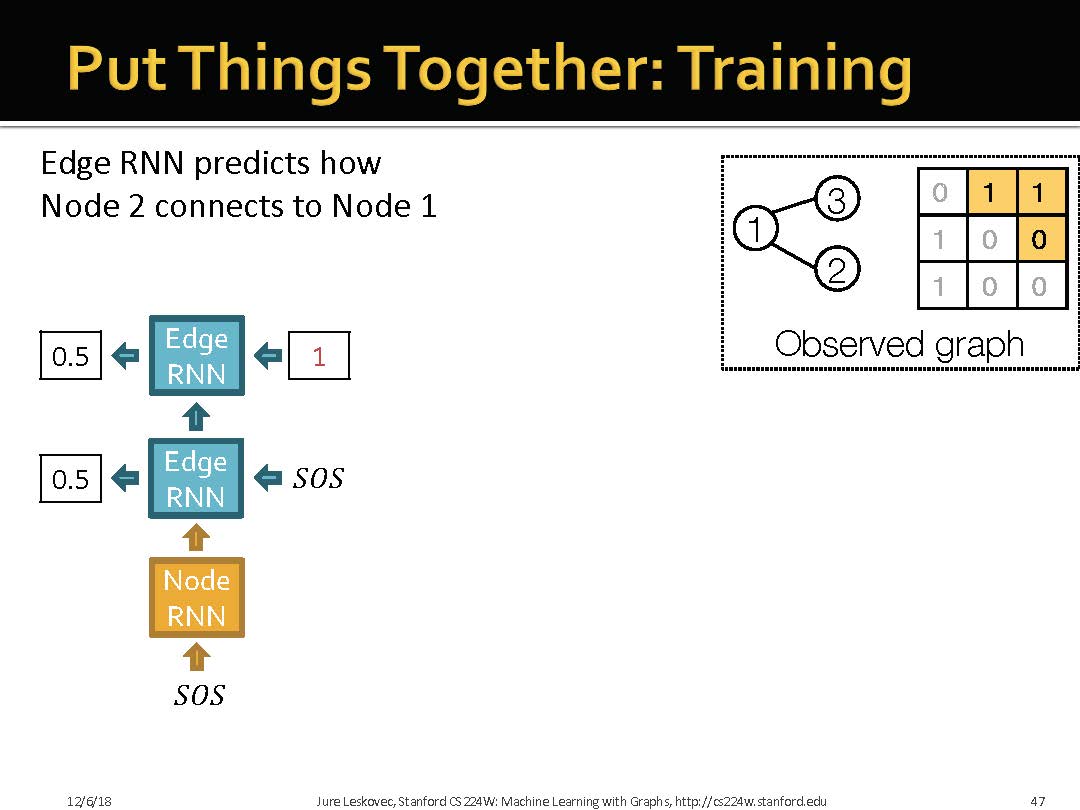 Put Things Together: Training
Edge RNN predicts how
Node 2 connects to Node 1
3
1
2
0 1 1
1 0 0
1 0 0
Observed graph
0.5
Edge
RNN
1
0.5
Edge
RNN
SOS
Node
RNN
SOS
12/6/18
Jure Leskovec, Stanford CS224W: Machine Learning with Graphs, http://cs224w.stanford.edu
47